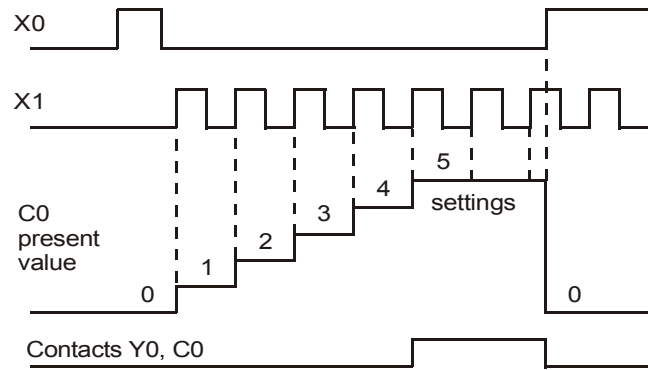 X0
X1
5
4
settings
3
C0
present
value
2
1
0
0
Contacts Y0, C0